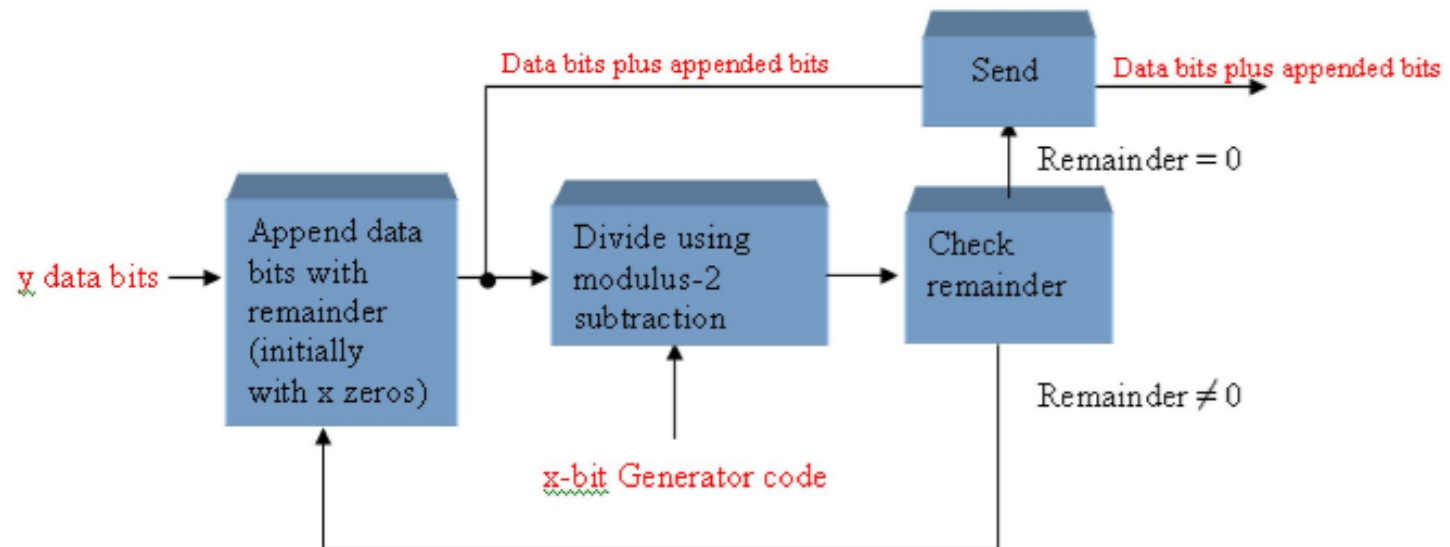 Data bits plus appended bits
Send
Data bits plus appended bits
Remainder = 0
y data bits
Append data
bits with
remainder
(initially
with x zeros)
Divide using
modulus-2
subtraction
Check
remainder
Remainder ≠ 0
x-bit Generator code